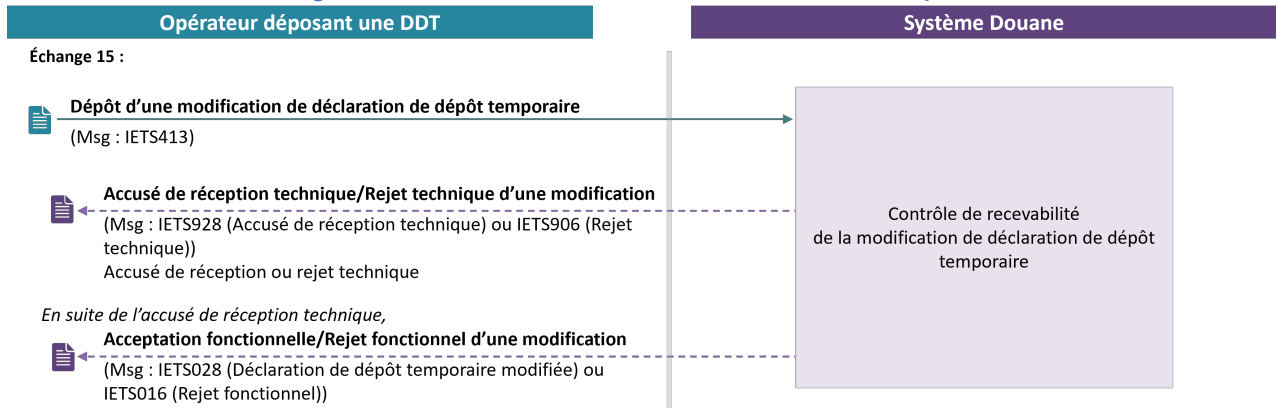 Opérateur déposant une DDT
Système Douane
Échange 15 :
Dépôt d’une modification de déclaration de dépôt temporaire
(Msg : IETS413)
Accusé de réception technique/Rejet technique d’une modification
(Msg : IETS928 (Accusé de réception technique) ou IETS906 (Rejet
technique))
Accusé de réception ou rejet technique
En suite de l’accusé de réception technique,
Acceptation fonctionnelle/Rejet fonctionnel d’une modification
(Msg : IETS028 (Déclaration de dépôt temporaire modifiée) ou
IETS016 (Rejet fonctionnel))
Contrôle de recevabilité
de la modification de déclaration de dépôt
temporaire